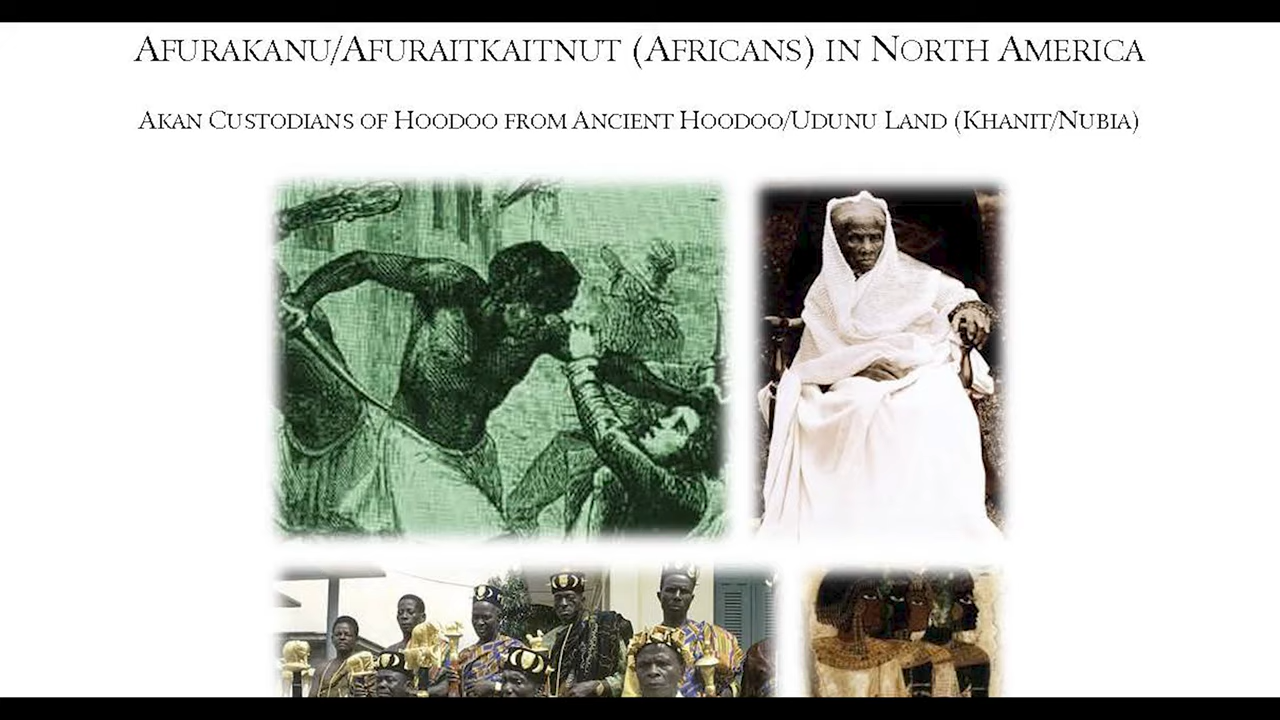 AFURAKANU/AFURAITKAITNUT (AFRICANS) IN NORTH AMERICA
AKAN CUSTODIANS OF HOODOO FROM ANCIENT HOODOO/UDUNU LAND (KHANIT/NUBIA)